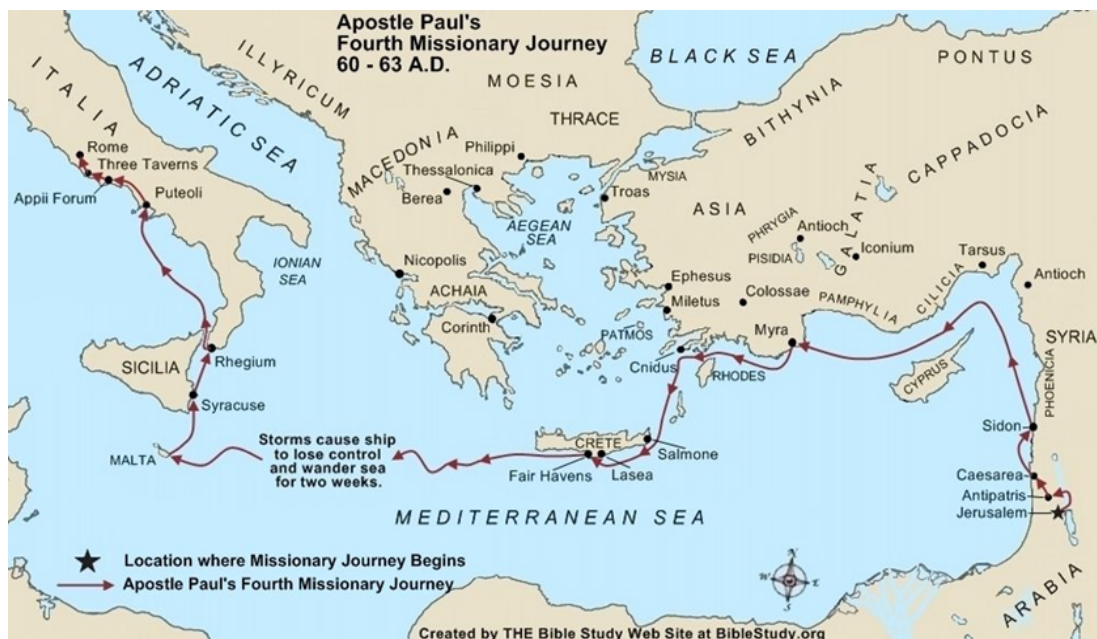 Apostle Paul's
Fourth Missionary Journey
60 - 63 A.D.
BLACK SEA
PONTUS
ILLYRICUM
MOESIA
ITALIA
ADRIATIC SEA
THRACE
BITHYNIA
CAPPADOCIA
MACEDONIA
Rome
Three Taverns
Appii Forum
Puteoli
Philippi
Thessalonica
Berea
MYSIA
Troas
ASIA
GALATIA
PHRYGIA
Antioch
PISIDIA
Iconium
Tarsus
AEGEAN
SEA
IONIAN
SEA
Nicopolis
ACHAIA
Corinth
Ephesus
Miletus
Colossae
PAMPHYLIA
CILICIA
Antioch
PATMOS
Myra
SYRIA
SICILIA
Rhegium
Cnidus
RHODES
CYPRUS
PHOENICIA
Syracuse
Sidon
MALTA
Storms cause ship
to lose control
and wander sea
for two weeks.
CRETE
Salmone
Fair Havens
Lasea
Caesarea
Antipatris
Jerusalem
MEDITERRANEAN SEA
Location where Missionary Journey Begins
Apostle Paul's Fourth Missionary Journey
N
W
E
S
ARABIA
Created by THE Bible Study Web Site at BibleStudy.org